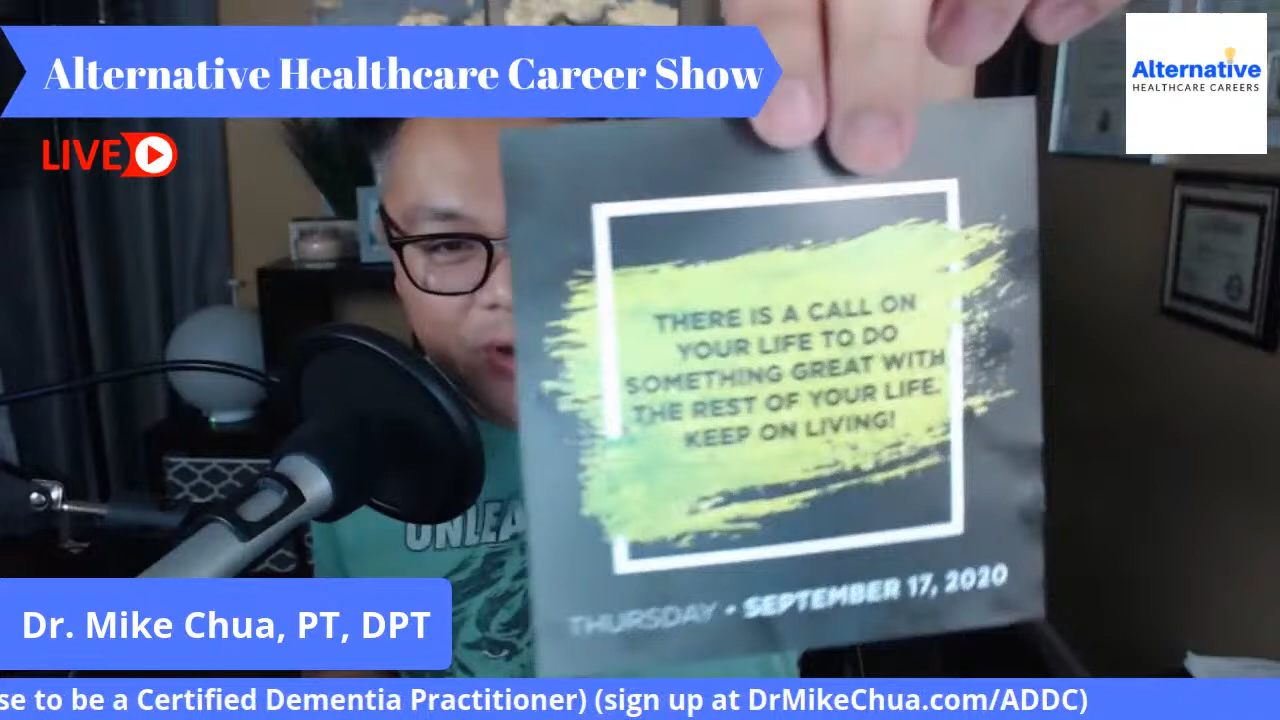 Alternative Healthcare Career Show
Alternative
HEALTHCARE CAREERS
LIVE
THERE IS A CALL ON
YOUR LIFE TO DO
SOMETHING GREAT WITH
THE REST OF YOUR LIFE.
KEEP ON LIVING!
THURSDAY • SEPTEMBER 17, 2020
Dr. Mike Chua, PT, DPT
to be a Certified Dementia Practitioner) (sign up at DrMikeChua.com/ADDC)